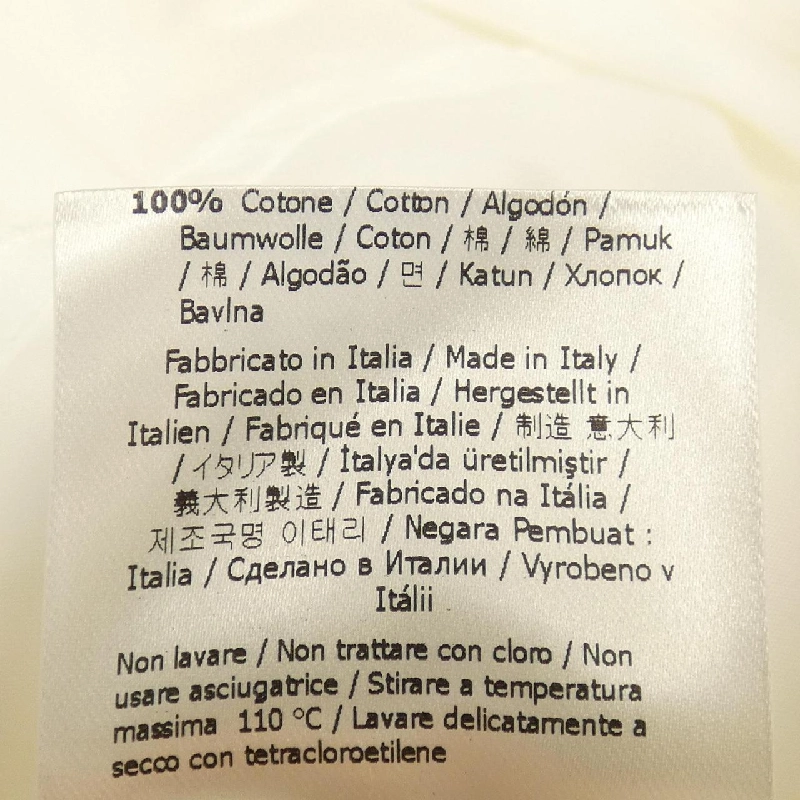 100% Cotone / Cotton / Algodón /
Baumwolle / Coton / 棉 / 綿 / Pamuk
/ 棉 / Algodão / 면 / Katun / Хлопок /
Bavlna
Fabbricato in Italia / Made in Italy /
Fabricado en Italia / Hergestellt in
Italien / Fabriqué en Italie / 制造 意大利
/ イタリア製 / İtalya'da üretilmiştir /
義大利製造 / Fabricado na Itália /
제조국명 이태리 / Negara Pembuat :
Italia / Сделано в Италии / Vyrobeno v
Itálii
Non lavare / Non trattare con cloro / Non
usare asciugatrice / Stirare a temperatura
massima 110 °C / Lavare delicatamente a
secco con tetracloroetilene